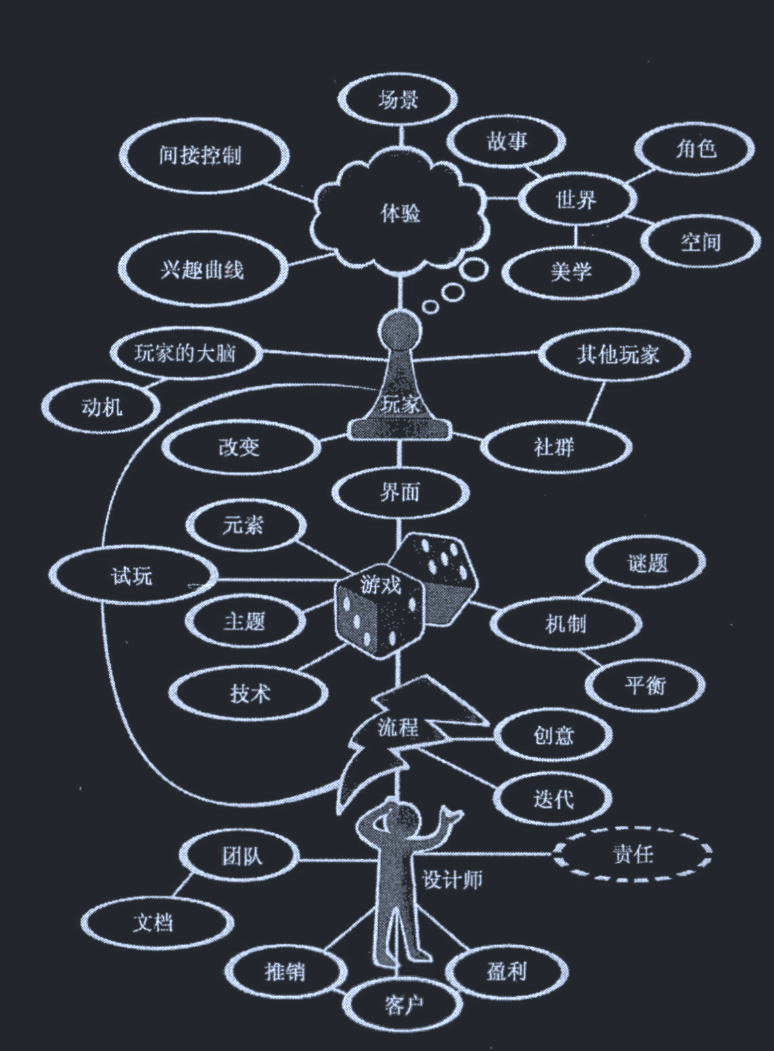 场景
故事
角色
间接控制
世界
体验
空间
兴趣曲线
美学
玩家的大脑
其他玩家
动机
玩家
改变
社群
界面
元素
谜题
试玩
游戏
主题
机制
技术
平衡
流程
创意
迭代
团队
责任
设计师
文档
推销
盈利
客户